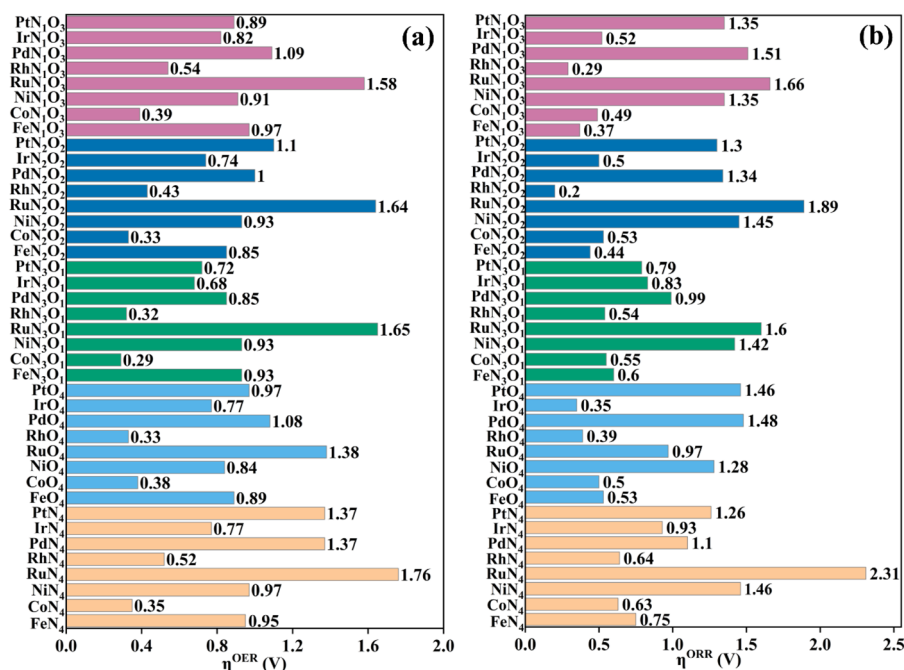 (a)
PtN₁O₃ 0.89
IrN₁O₃ 0.82
PdN₁O₃ 1.09
RhN₁O₃ 0.54
RuN₁O₃ 1.58
NiN₁O₃ 0.91
CoN₁O₃ 0.39
FeN₁O₃ 0.97
PtN₂O₂ 1.1
IrN₂O₂ 0.74
PdN₂O₂ 1
RhN₂O₂ 0.43
RuN₂O₂ 1.64
NiN₂O₂ 0.93
CoN₂O₂ 0.33
FeN₂O₂ 0.85
PtN₃O₁ 0.72
IrN₃O₁ 0.68
PdN₃O₁ 0.85
RhN₃O₁ 0.32
RuN₃O₁ 1.65
NiN₃O₁ 0.93
CoN₃O₁ 0.29
FeN₃O₁ 0.93
PtO₄ 0.97
IrO₄ 0.77
PdO₄ 1.08
RhO₄ 0.33
RuO₄ 1.38
NiO₄ 0.84
CoO₄ 0.38
FeO₄ 0.89
PtN₄ 1.37
IrN₄ 0.77
PdN₄ 1.37
RhN₄ 0.52
RuN₄ 1.76
NiN₄ 0.97
CoN₄ 0.35
FeN₄ 0.95
0.0 0.4 0.8 1.2 1.6 2.0
η^OER (V)
(b)
PtN₁O₃ 1.35
IrN₁O₃ 0.52
PdN₁O₃ 1.51
RhN₁O₃ 0.29
RuN₁O₃ 1.66
NiN₁O₃ 1.35
CoN₁O₃ 0.49
FeN₁O₃ 0.37
PtN₂O₂ 1.3
IrN₂O₂ 0.5
PdN₂O₂ 1.34
RhN₂O₂ 0.2
RuN₂O₂ 1.89
NiN₂O₂ 1.45
CoN₂O₂ 0.53
FeN₂O₂ 0.44
PtN₃O₁ 0.79
IrN₃O₁ 0.83
PdN₃O₁ 0.99
RhN₃O₁ 0.54
RuN₃O₁ 1.6
NiN₃O₁ 1.42
CoN₃O₁ 0.55
FeN₃O₁ 0.6
PtO₄ 1.46
IrO₄ 0.35
PdO₄ 1.48
RhO₄ 0.39
RuO₄ 0.97
NiO₄ 1.28
CoO₄ 0.5
FeO₄ 0.53
PtN₄ 1.26
IrN₄ 0.93
PdN₄ 1.1
RhN₄ 0.64
RuN₄ 2.31
NiN₄ 1.46
CoN₄ 0.63
FeN₄ 0.75
0.0 0.5 1.0 1.5 2.0 2.5
η^ORR (V)